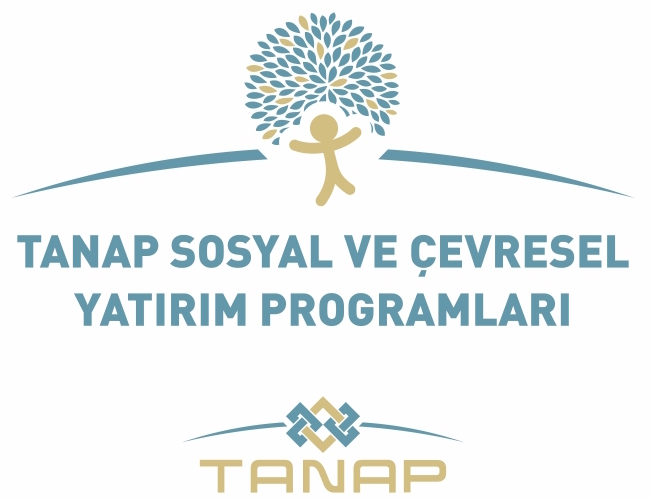 TANAP SOSYAL VE ÇEVRESEL
YATIRIM PROGRAMLARI
TANAP